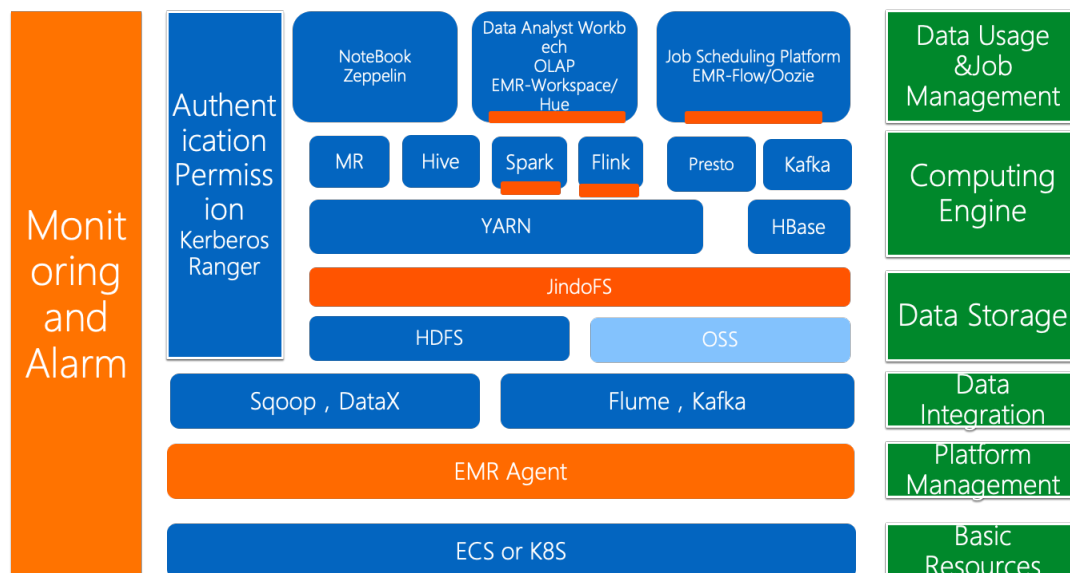 Monit
oring
and
Alarm
Authent
ication
Permiss
ion
Kerberos
Ranger
NoteBook
Zeppelin
Data Analyst Workb
ech
OLAP
EMR-Workspace/
Hue
Job Scheduling Platform
EMR-Flow/Oozie
MR
Hive
Spark
Flink
Presto
Kafka
YARN
HBase
JindoFS
HDFS
OSS
Sqoop , DataX
Flume , Kafka
EMR Agent
ECS or K8S
Data Usage
&Job
Management
Computing
Engine
Data Storage
Data
Integration
Platform
Management
Basic
Resources